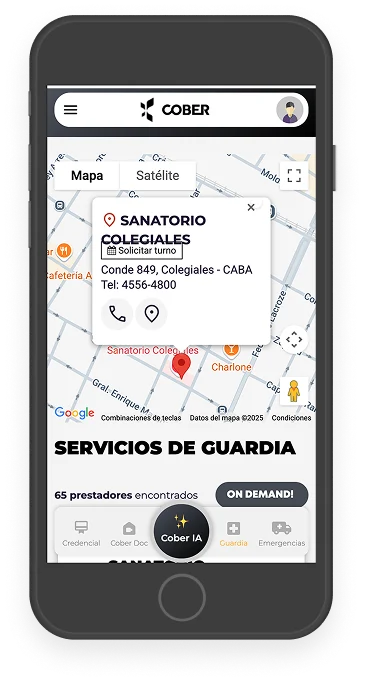 COBER
Mapa
Satélite
SANATORIO
COLEGIALES
Solicitar turno
Conde 849, Colegiales - CABA
Tel: 4556-4800
Cafetería A
Sanatorio Coleg
les
Charlone
Gral. Enrique M
Google
Combinaciones de teclas
Datos del mapa ©2025
Condiciones
SERVICIOS DE GUARDIA
65 prestadores encontrados
ON DEMAND!
Credencial
Cober Doc
Cober IA
Guardia
Emergencias